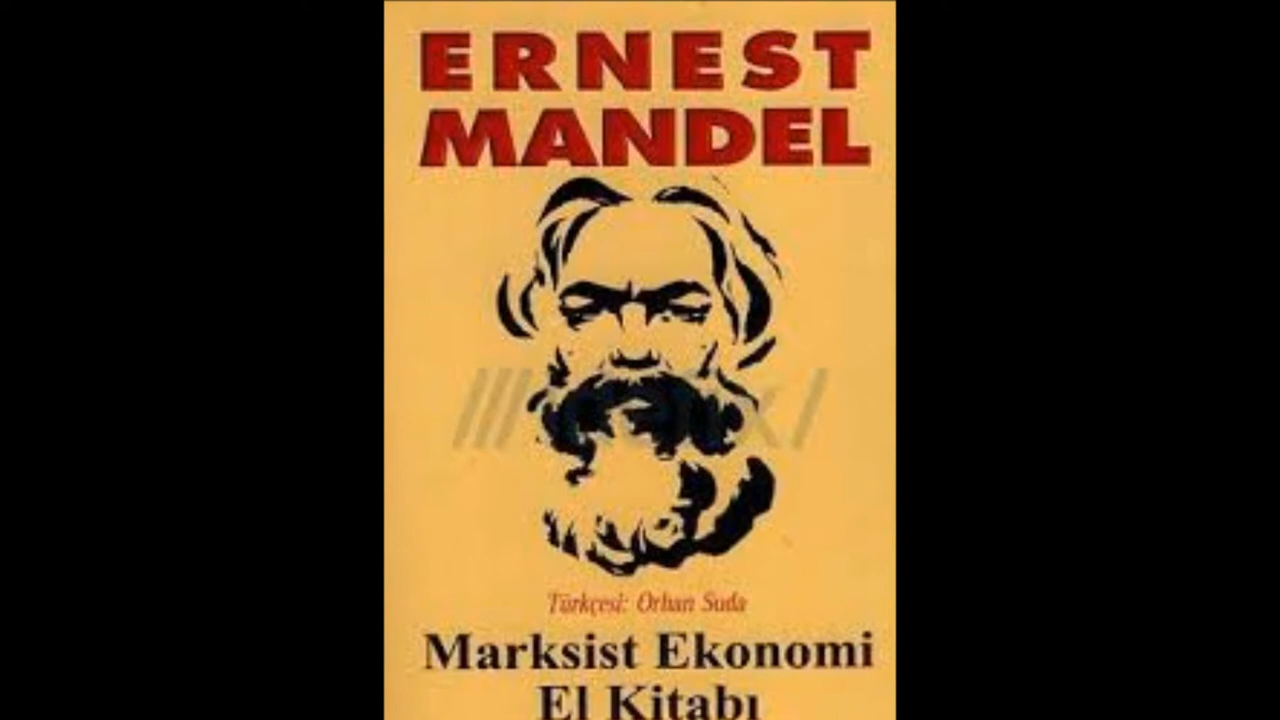 ERNEST
MANDEL
Türkçesi: Orhan Suda
Marksist Ekonomi
El Kitabı